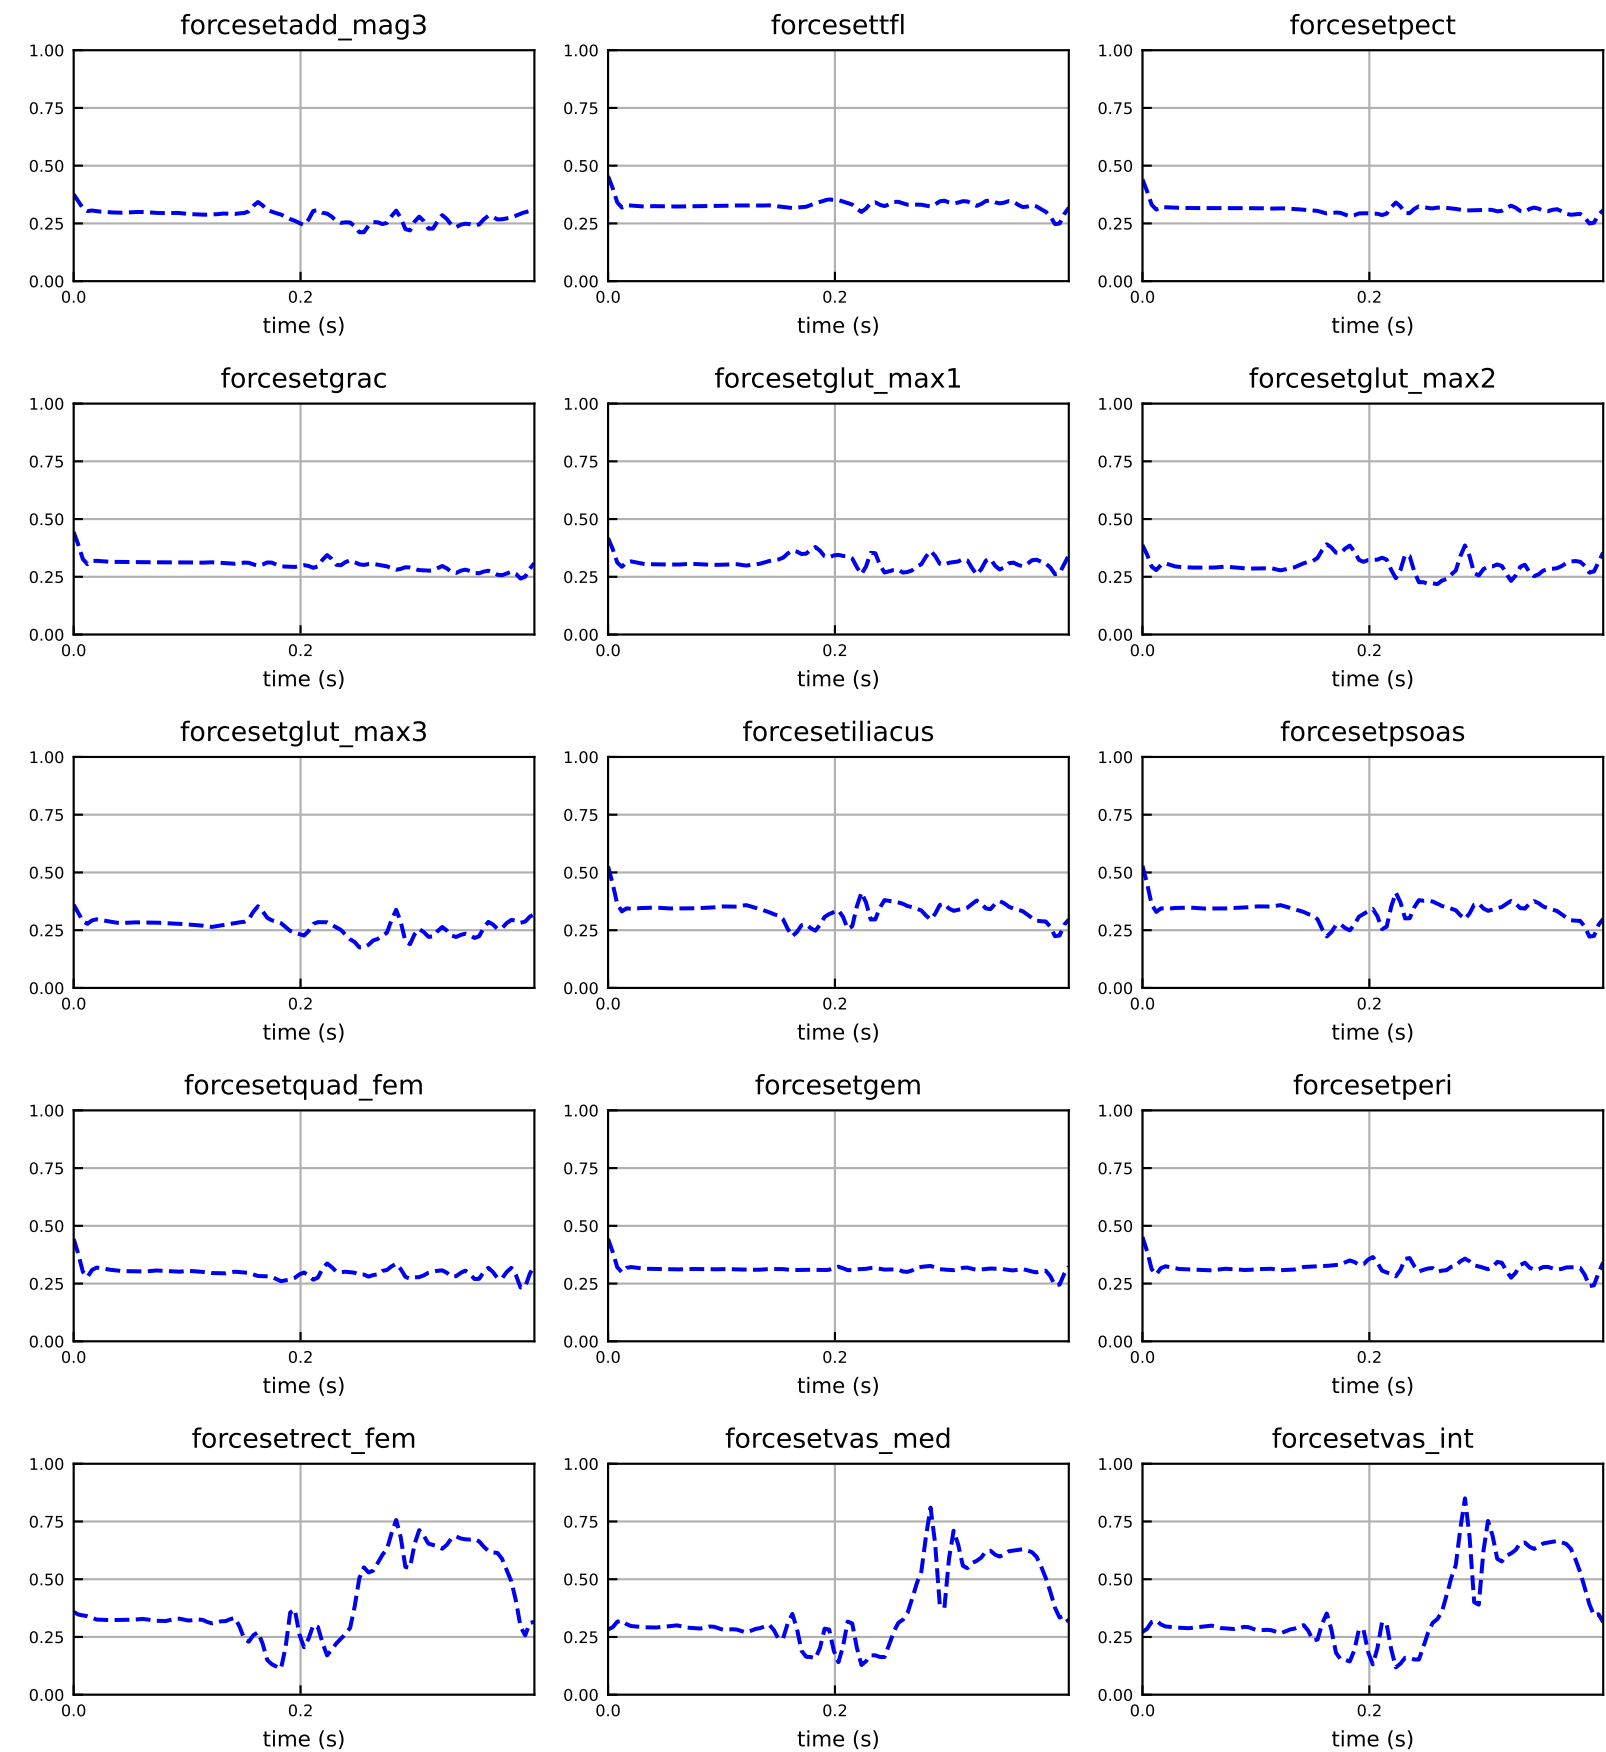 forcesetadd_mag3 forcesettfl forcesetpect
1.00 1.00 1.00
0.75 0.75 0.75
0.50 0.50 0.50
0.25 0.25 0.25
0.00 0.00 0.00
0.0 0.2 0.0 0.2 0.0 0.2
time (s) time (s) time (s)
forcesetgrac forcesetglut_max1 forcesetglut_max2
1.00 1.00 1.00
0.75 0.75 0.75
0.50 0.50 0.50
0.25 0.25 0.25
0.00 0.00 0.00
0.0 0.2 0.0 0.2 0.0 0.2
time (s) time (s) time (s)
forcesetglut_max3 forcesetiliacus forcesetpsoas
1.00 1.00 1.00
0.75 0.75 0.75
0.50 0.50 0.50
0.25 0.25 0.25
0.00 0.00 0.00
0.0 0.2 0.0 0.2 0.0 0.2
time (s) time (s) time (s)
forcesetquad_fem forcesetgem forcesetperi
1.00 1.00 1.00
0.75 0.75 0.75
0.50 0.50 0.50
0.25 0.25 0.25
0.00 0.00 0.00
0.0 0.2 0.0 0.2 0.0 0.2
time (s) time (s) time (s)
forcesetrect_fem forcesetvas_med forcesetvas_int
1.00 1.00 1.00
0.75 0.75 0.75
0.50 0.50 0.50
0.25 0.25 0.25
0.00 0.00 0.00
0.0 0.2 0.0 0.2 0.0 0.2
time (s) time (s) time (s)